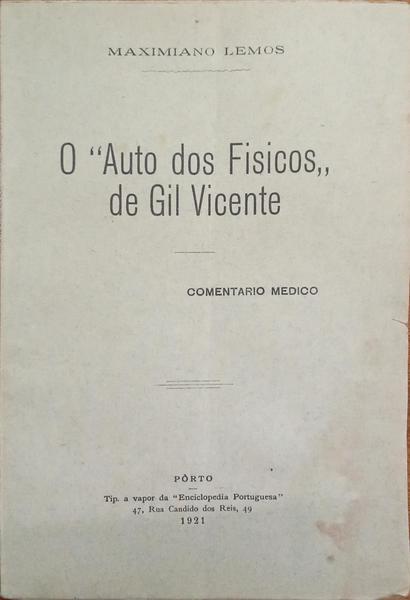 MAXIMIANO LEMOS
O “Auto dos Fisicos„
de Gil Vicente
COMENTARIO MEDICO
PÔRTO
Tip. a vapor da “Enciclopedia Portuguesa”
47, Rua Candido dos Reis, 49
1921